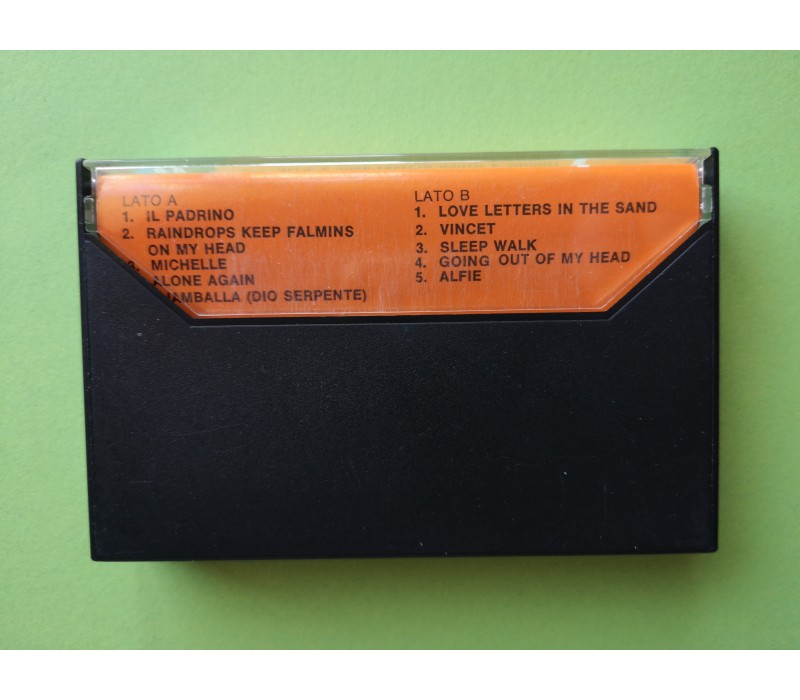 LATO A
1. IL PADRINO
2. RAINDROPS KEEP FALMINS
ON MY HEAD
3. MICHELLE
ALONE AGAIN
(DIO SERPENTE)
LATO B
1. LOVE LETTERS IN THE SAND
2. VINCET
3. SLEEP WALK
4. GOING OUT OF MY HEAD
5. ALFIE